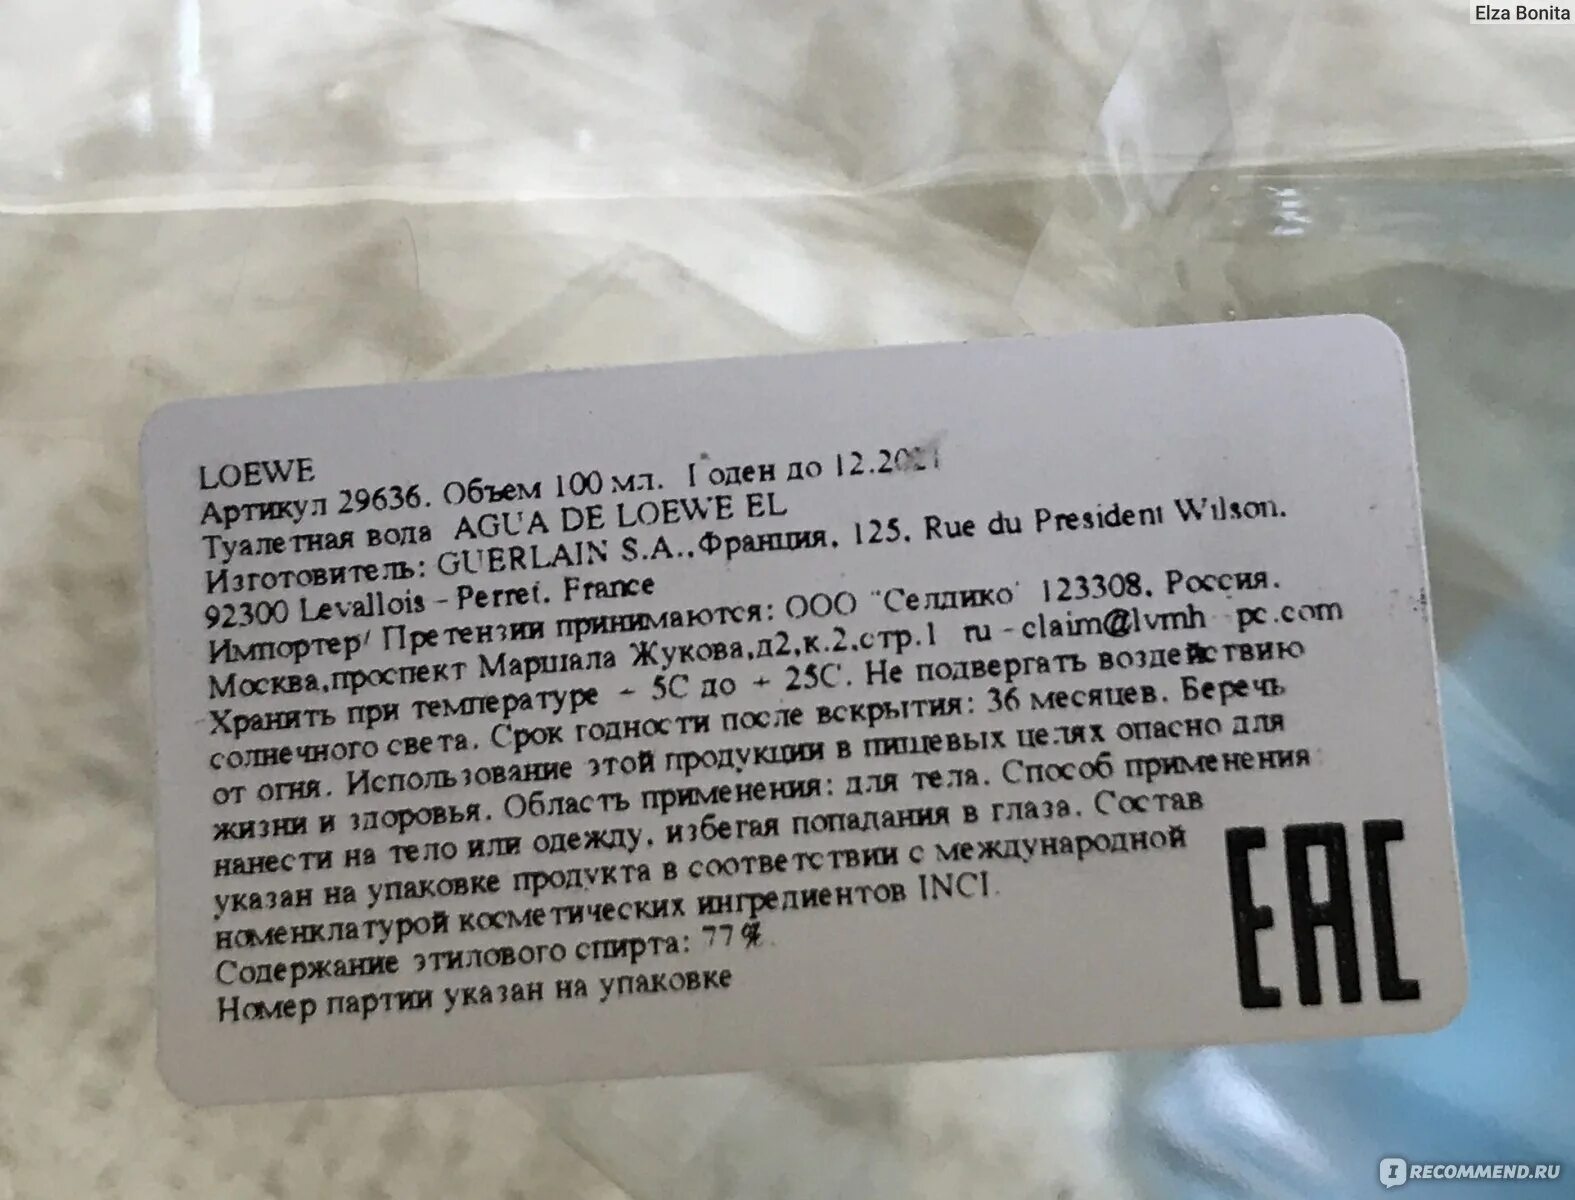 Elza Bonita
LOEWE
Артикул 29636. Объем 100 мл. Годен до
Туалетная вода AGUA DE LOEWE EL
Изготовитель: GUERLAIN S.A.,Франция, 125, Rue du President Wilson,
92300 Levallois - Perret, France
Импортер/ Претензии принимаются: ООО "Селдико" 123308, Россия,
Москва,проспект Маршала Жукова,д2,к.2,стр.1 ru-claim@lvmh pc.com
Хранить при температуре + 5С до + 25С. Не подвергать воздействию
солнечного света. Срок годности после вскрытия: 36 месяцев. Беречь
от огня. Использование этой продукции в пищевых целях опасно для
жизни и здоровья. Область применения: для тела. Способ применения
нанести на тело или одежду, избегая попадания в глаза. Состав
указан на упаковке продукта в соответствии с международной
номенклатурой косметических ингредиентов INCI.
Содержание этилового спирта: 77%.
Номер партии указан на упаковке
EAC
IRECOMMEND.RU